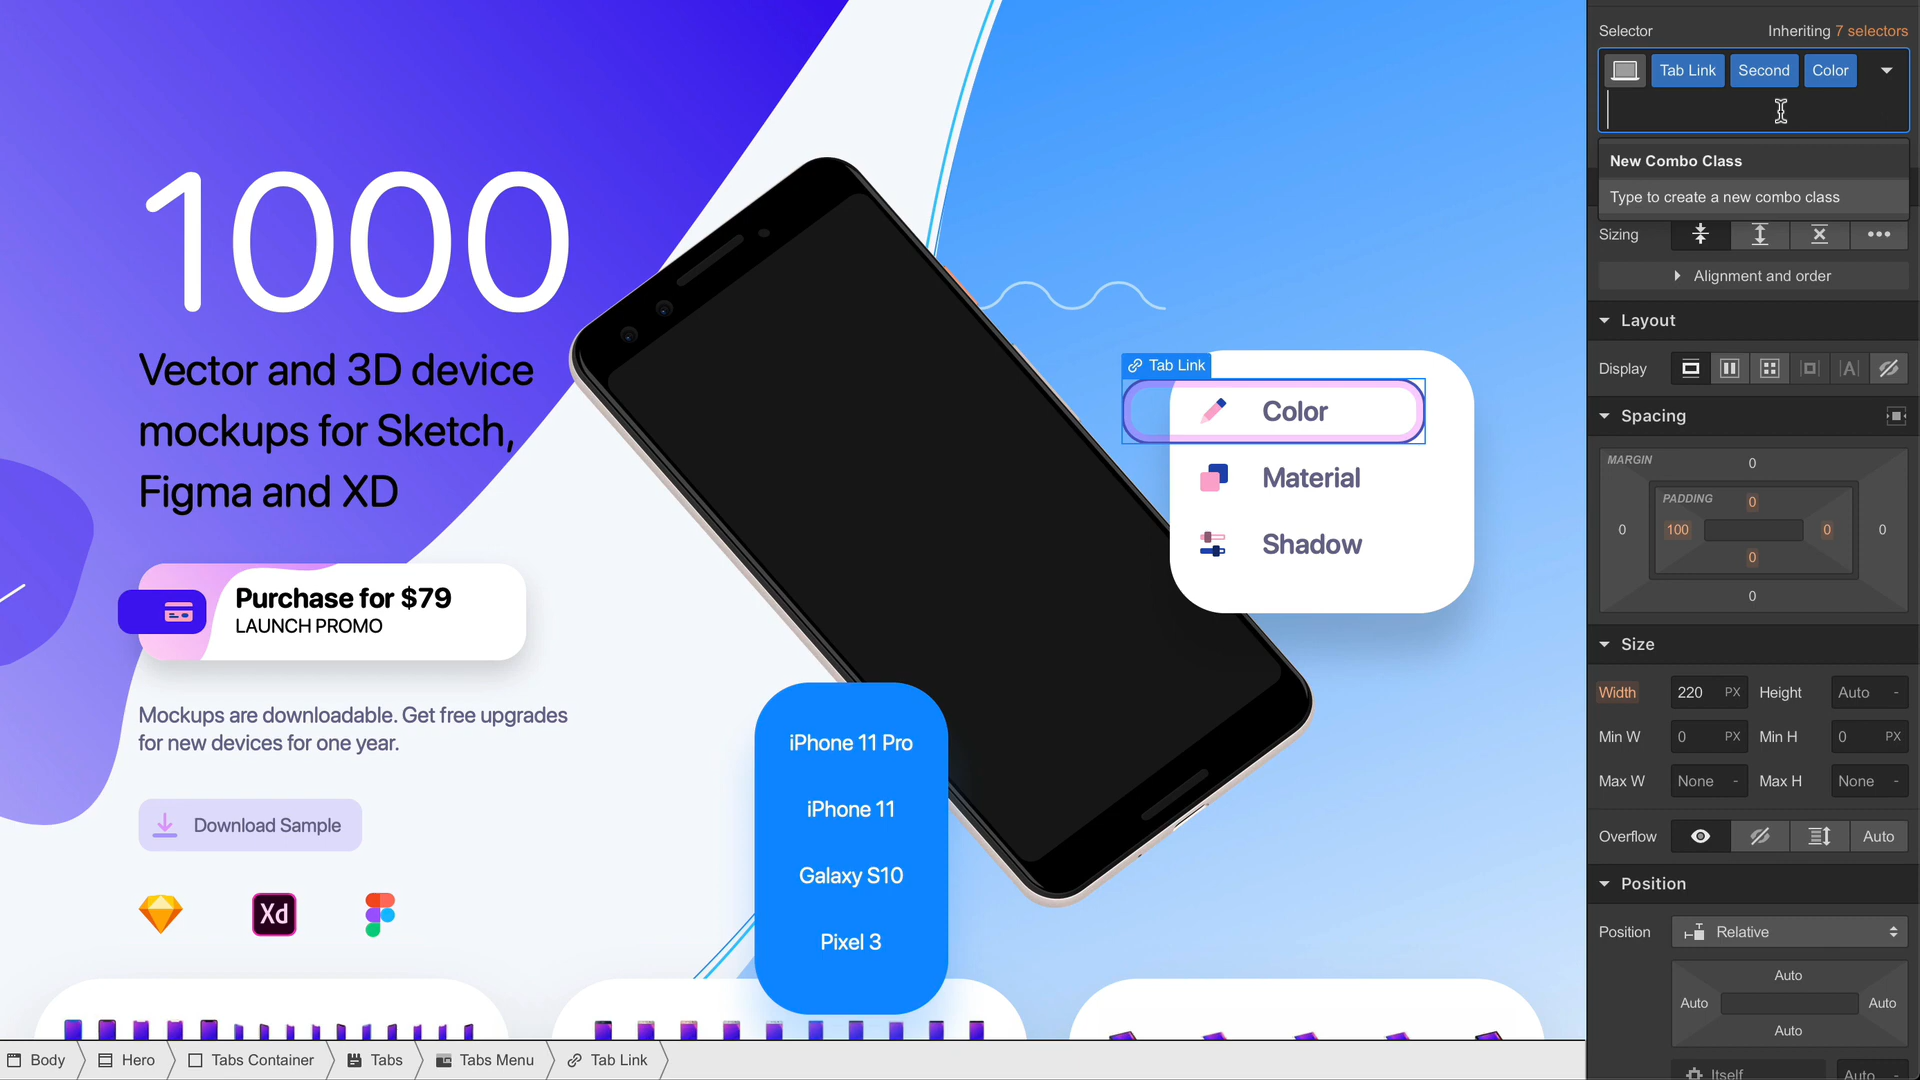 Selector
Inheriting 7 selectors
Tab Link
Second
Color
New Combo Class
Type to create a new combo class
Sizing
Alignment and order
Layout
Display
Spacing
MARGIN
0
PADDING
0
0
100
0
0
0
0
Size
Width
220 PX
Height
Auto -
Min W
0 PX
Min H
0 PX
Max W
None -
Max H
None -
Overflow
Auto
Position
Position
Relative
Auto
Auto
Auto
Auto
Itself
Auto -
1000
Vector and 3D device
mockups for Sketch,
Figma and XD
Purchase for $79
LAUNCH PROMO
Mockups are downloadable. Get free upgrades
for new devices for one year.
Download Sample
Xd
Tab Link
Color
Material
Shadow
iPhone 11 Pro
iPhone 11
Galaxy S10
Pixel 3
Body
Hero
Tabs Container
Tabs
Tabs Menu
Tab Link